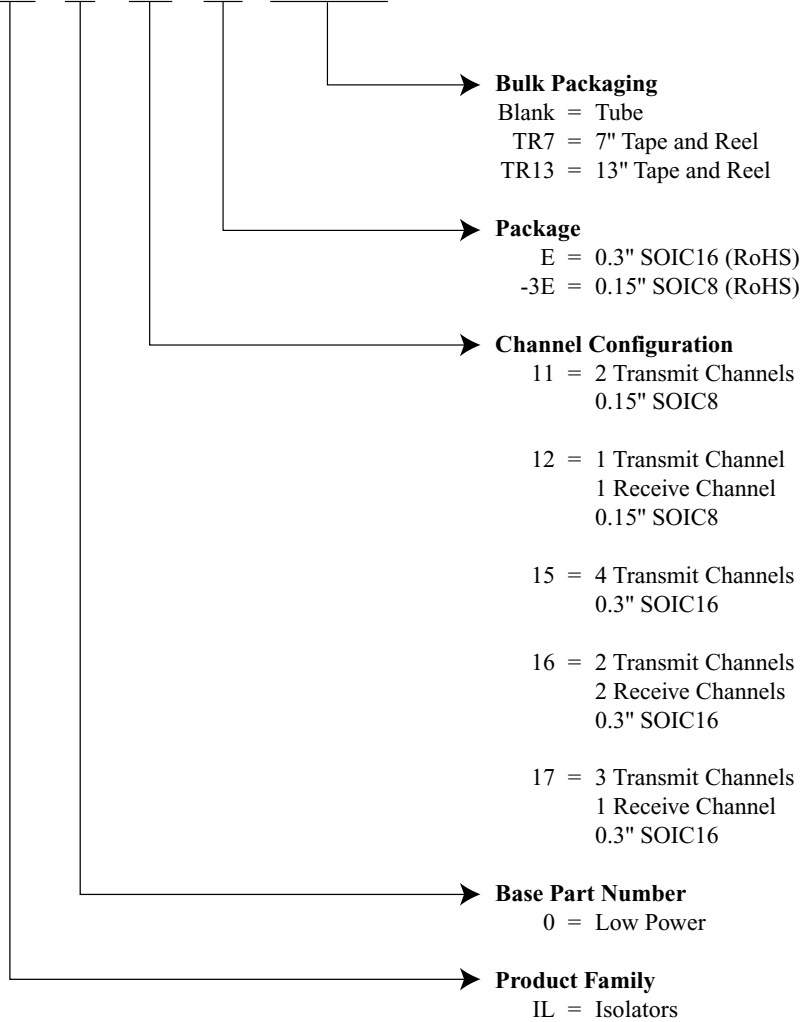 Bulk Packaging
Blank = Tube
TR7 = 7" Tape and Reel
TR13 = 13" Tape and Reel
Package
E = 0.3" SOIC16 (RoHS)
-3E = 0.15" SOIC8 (RoHS)
Channel Configuration
11 = 2 Transmit Channels
0.15" SOIC8
12 = 1 Transmit Channel
1 Receive Channel
0.15" SOIC8
15 = 4 Transmit Channels
0.3" SOIC16
16 = 2 Transmit Channels
2 Receive Channels
0.3" SOIC16
17 = 3 Transmit Channels
1 Receive Channel
0.3" SOIC16
Base Part Number
0 = Low Power
Product Family
IL = Isolators